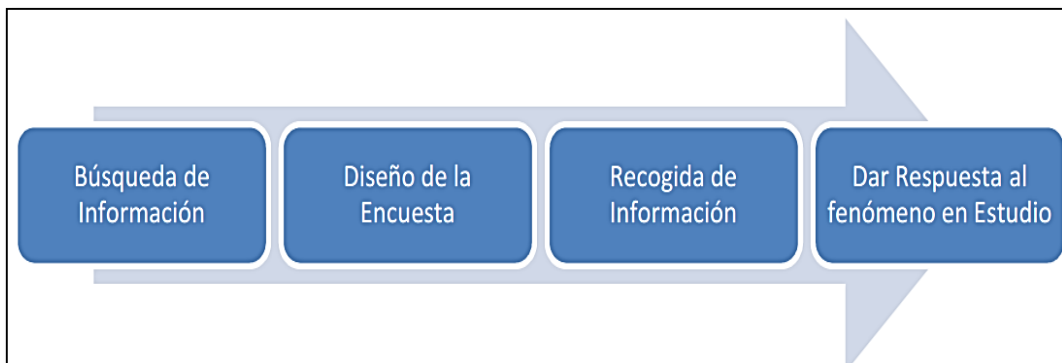 Búsqueda de
Información
Diseño de la
Encuesta
Recogida de
Información
Dar Respuesta al
fenómeno en Estudio